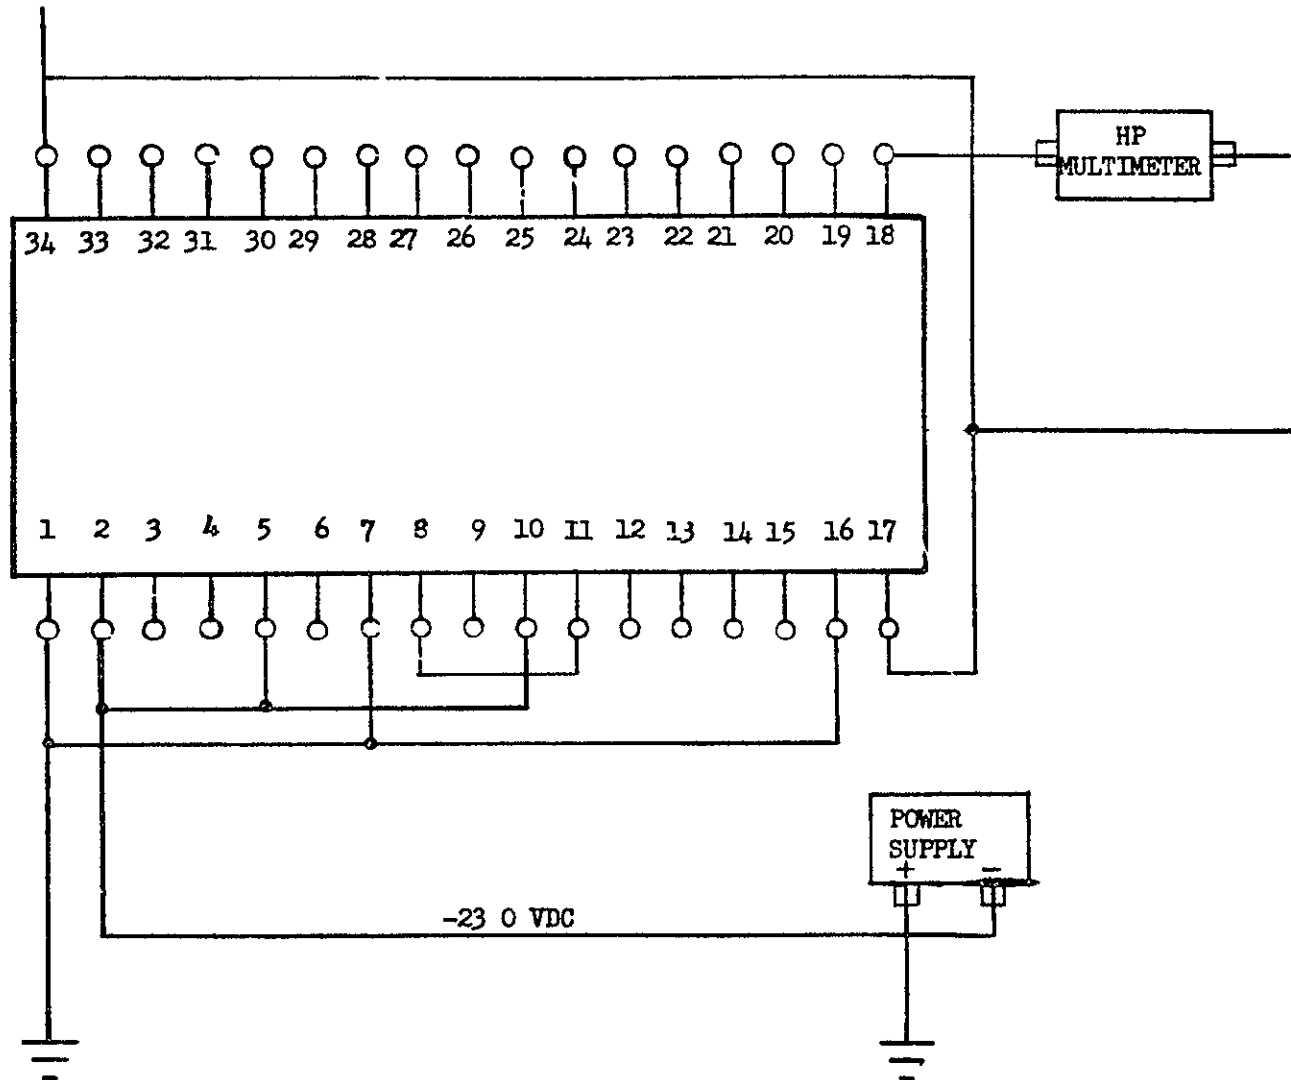 HP
MULTIMETER
34 33 32 31 30 29 28 27 26 25 24 23 22 21 20 19 18
1 2 3 4 5 6 7 8 9 10 11 12 13 14 15 16 17
POWER
SUPPLY
+ -
-23 0 VDC